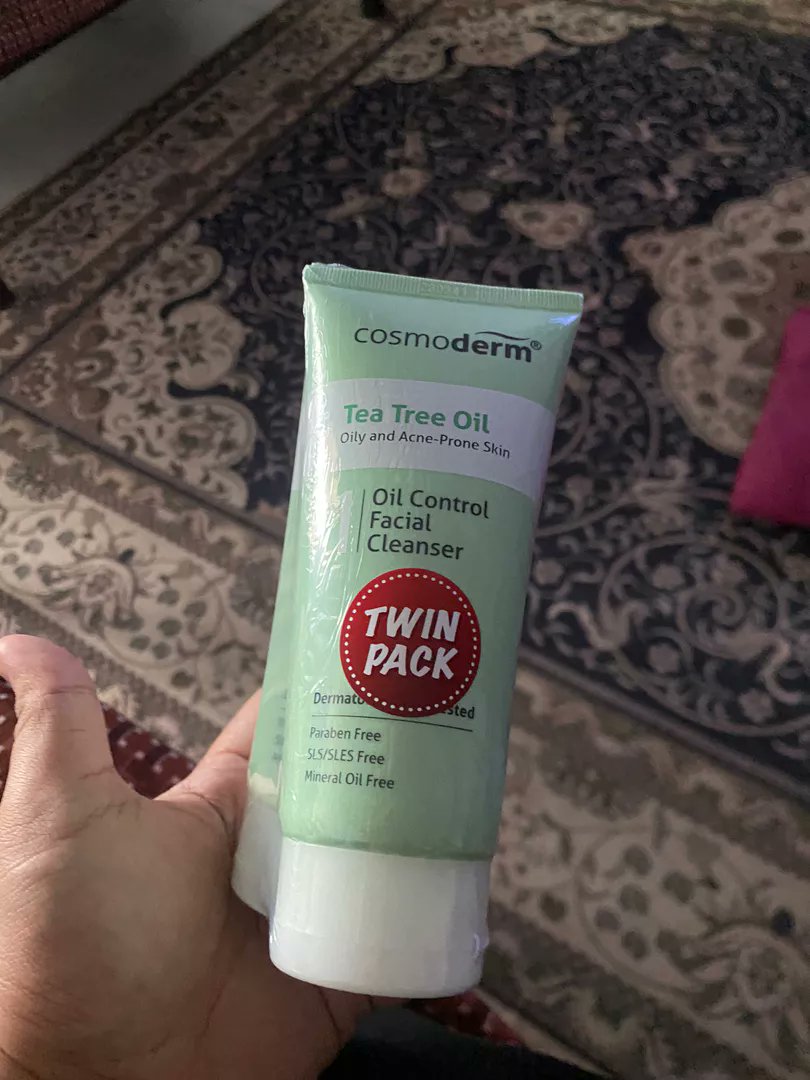 cosmoderm®
Tea Tree Oil
Oily and Acne-Prone Skin
1
Oil Control
Facial
Cleanser
TWIN
PACK
Paraben Free
SLS/SLES Free
Mineral Oil Free